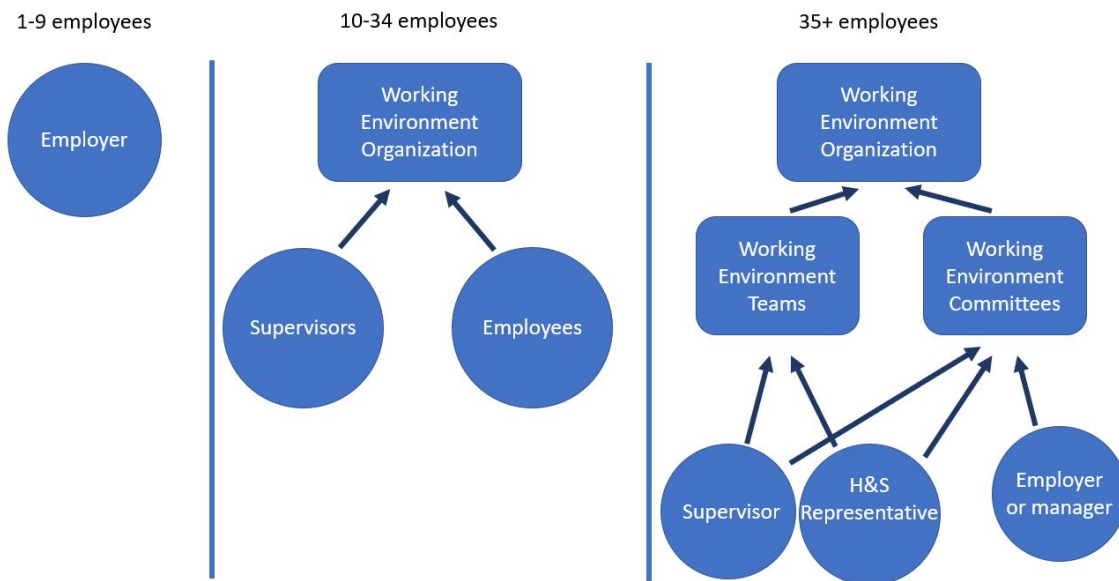 1-9 employees
Employer
10-34 employees
Working
Environment
Organization
Supervisors
Employees
35+ employees
Working
Environment
Organization
Working
Environment
Teams
Working
Environment
Committees
Supervisor
H&S
Representative
Employer
or manager